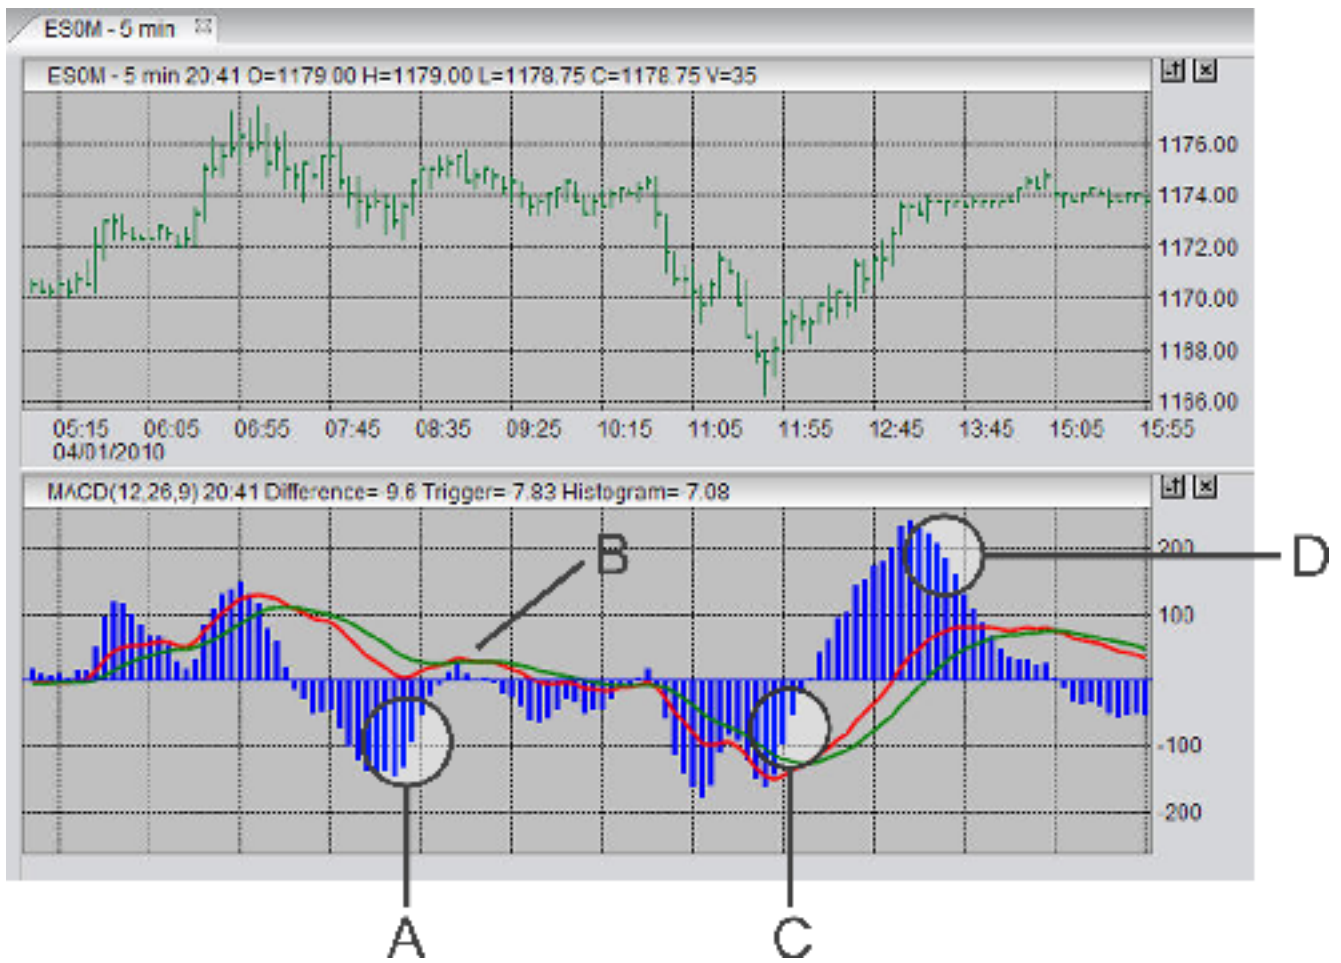 ES0M - 5 min
ES0M - 5 min 20:41 O=1179.00 H=1179.00 L=1178.75 C=1178.75 V=35
1176.00
1174.00
1172.00
1170.00
1168.00
1166.00
05:15 06:05 06:55 07:45 08:35 09:25 10:15 11:05 11:55 12:45 13:45 15:05 15:55
04/01/2010
MACD(12,26,9) 20:41 Difference=-9.6 Trigger=-7.83 Histogram=-7.08
B
D
200
100
-100
-200
A
C